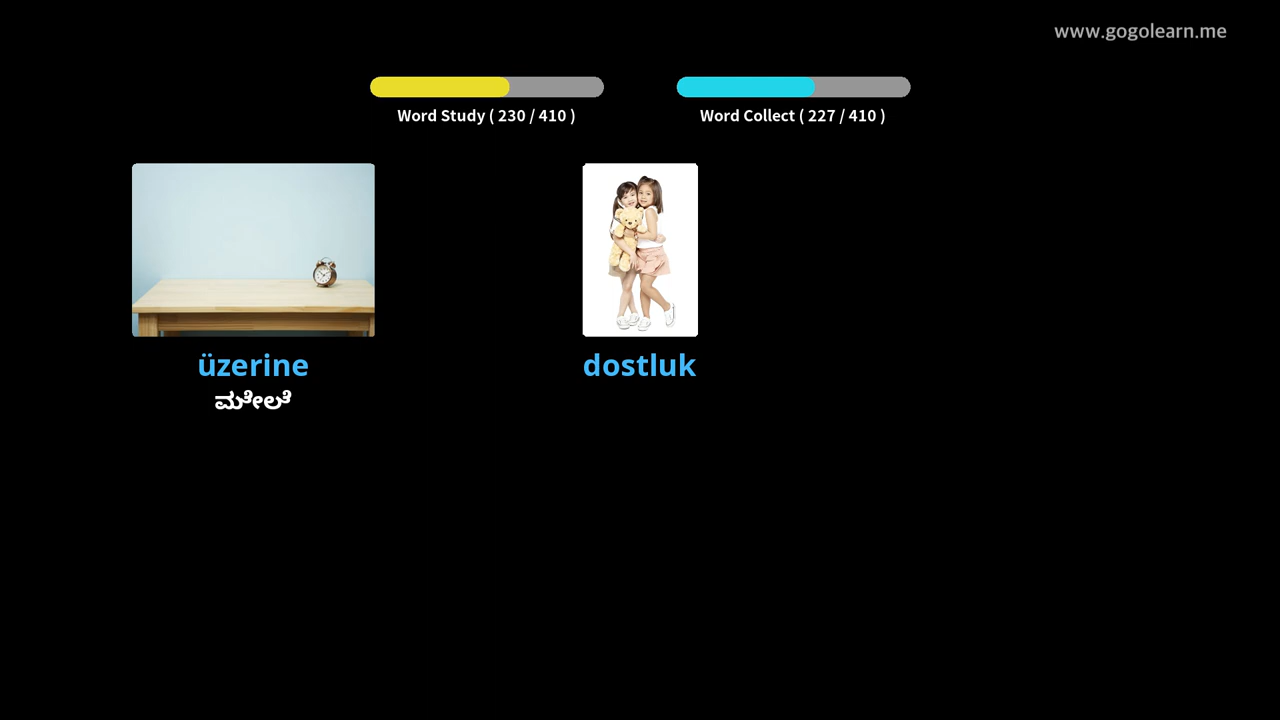 www.gogolearn.me
Word Study ( 230 / 410 )
Word Collect ( 227 / 410 )
üzerine
dostluk
ಮೇಲೆ